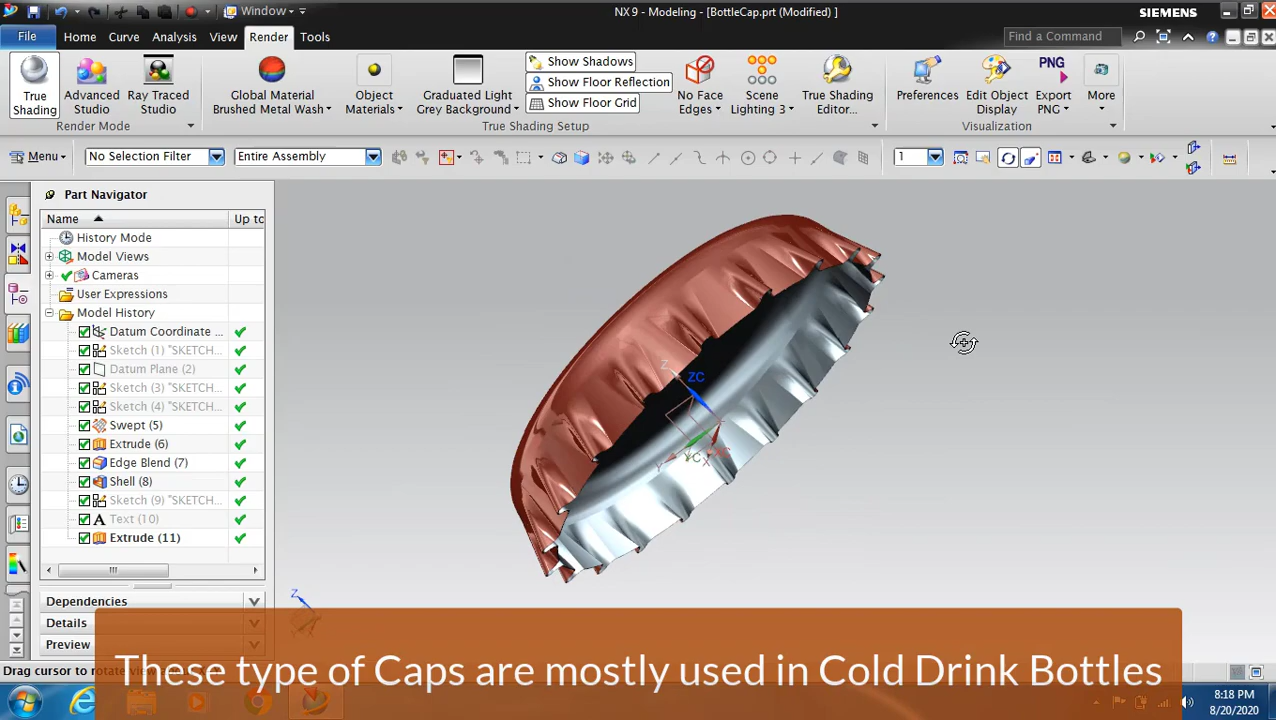 Window
NX 9 - Modeling - [BottleCap.prt (Modified) ]
SIEMENS
File Home Curve Analysis View Render Tools
Find a Command
True Shading
Advanced Studio
Ray Traced Studio
Render Mode
Global Material Brushed Metal Wash
Object Materials
Graduated Light Grey Background
Show Shadows
Show Floor Reflection
Show Floor Grid
No Face Edges
Scene Lighting 3
True Shading Editor...
True Shading Setup
Preferences
Edit Object Display
PNG
Export PNG
More
Visualization
Menu No Selection Filter Entire Assembly 1
Part Navigator
Name Up to
History Mode
Model Views
Cameras
User Expressions
Model History
Datum Coordinate ...
Sketch (1) "SKETCH...
Datum Plane (2)
Sketch (3) "SKETCH...
Sketch (4) "SKETCH...
Swept (5)
Extrude (6)
Edge Blend (7)
Shell (8)
Sketch (9) "SKETCH...
Text (10)
Extrude (11)
Dependencies
Details
Preview
Z
ZC
YC
X
Y
Z
Drag cursor to rotate
These type of Caps are mostly used in Cold Drink Bottles
8:18 PM
8/20/2020